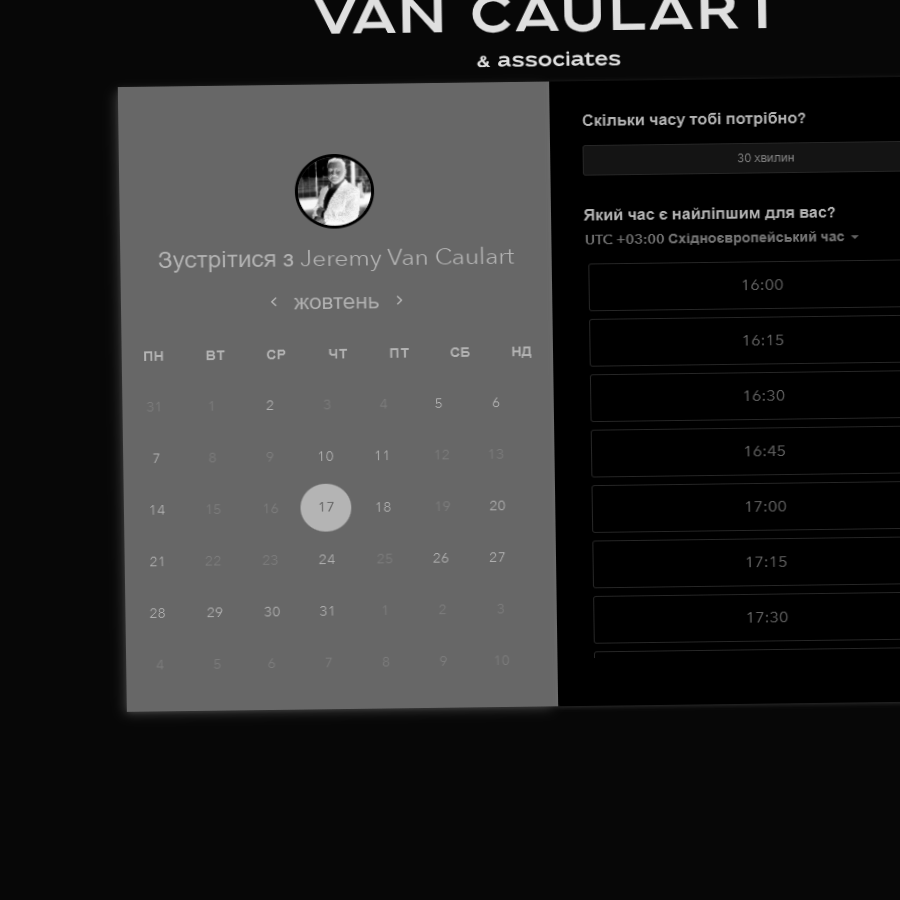 VAN CAULART
& associates
Зустрітися з Jeremy Van Caulart
жовтень
ПН ВТ СР ЧТ ПТ СБ НД
31 1 2 3 4 5 6
7 8 9 10 11 12 13
14 15 16 17 18 19 20
21 22 23 24 25 26 27
28 29 30 31 1 2 3
4 5 6 7 8 9 10
Скільки часу тобі потрібно?
30 хвилин
Який час є найліпшим для вас?
UTC +03:00 Східноєвропейський час
16:00
16:15
16:30
16:45
17:00
17:15
17:30